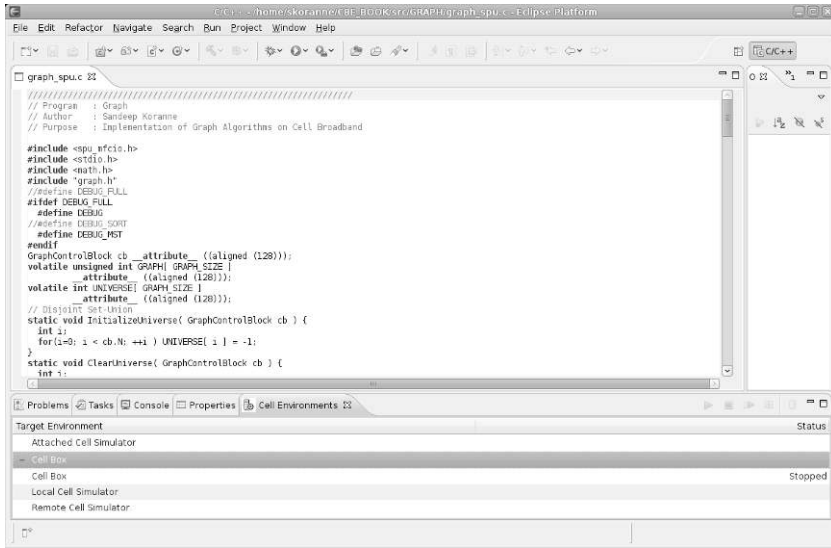 C/C++ - /home/skoranne/CBE_BOOK/src/GRAPH/graph_spu.c - Eclipse Platform
File Edit Refactor Navigate Search Run Project Window Help
C/C++
graph_spu.c
////////////////////////////////////////////////////////////////
// Program : Graph
// Author : Sandeep Koranne
// Purpose : Implementation of Graph Algorithms on Cell Broadband
#include <spu_mfcio.h>
#include <stdio.h>
#include <math.h>
#include "graph.h"
//#define DEBUG_FULL
#ifdef DEBUG_FULL
#define DEBUG
//#define DEBUG_SORT
#define DEBUG_MST
#endif
GraphControlBlock cb __attribute__ ((aligned (128)));
volatile unsigned int GRAPH[ GRAPH_SIZE ]
__attribute__ ((aligned (128)));
volatile int UNIVERSE[ GRAPH_SIZE ]
__attribute__ ((aligned (128)));
// Disjoint Set-Union
static void InitializeUniverse( GraphControlBlock cb ) {
int i;
for(i=0; i < cb.N; ++i ) UNIVERSE[ i ] = -1;
}
static void ClearUniverse( GraphControlBlock cb ) {
int i;
Problems Tasks Console Properties Cell Environments
Target Environment Status
Attached Cell Simulator
Cell Box
Cell Box Stopped
Local Cell Simulator
Remote Cell Simulator